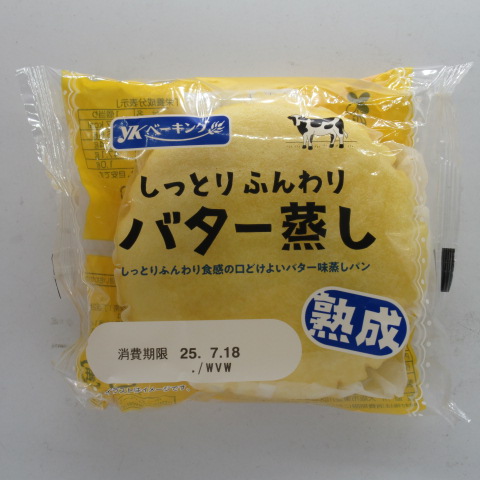 YK ベーキング
しっとりふんわり
バター蒸し
しっとりふんわり食感の口どけよいバター味蒸しパン
熟成
消費期限 25. 7.18
./WVW